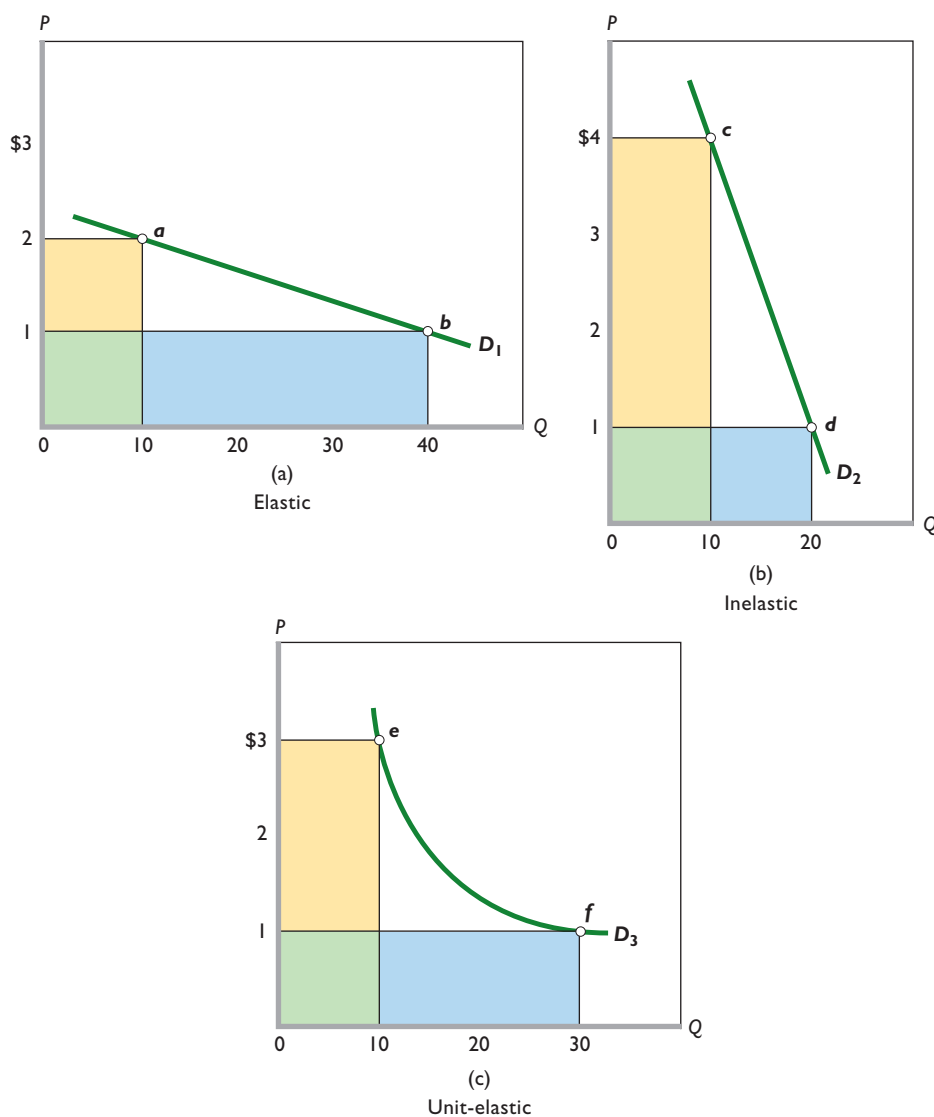 P
$3
2
1
a
b
D₁
0 10 20 30 40
Q
(a)
Elastic
P
$4
3
2
1
c
d
D₂
0 10 20
Q
(b)
Inelastic
P
$3
2
1
e
f
D₃
0 10 20 30
Q
(c)
Unit-elastic